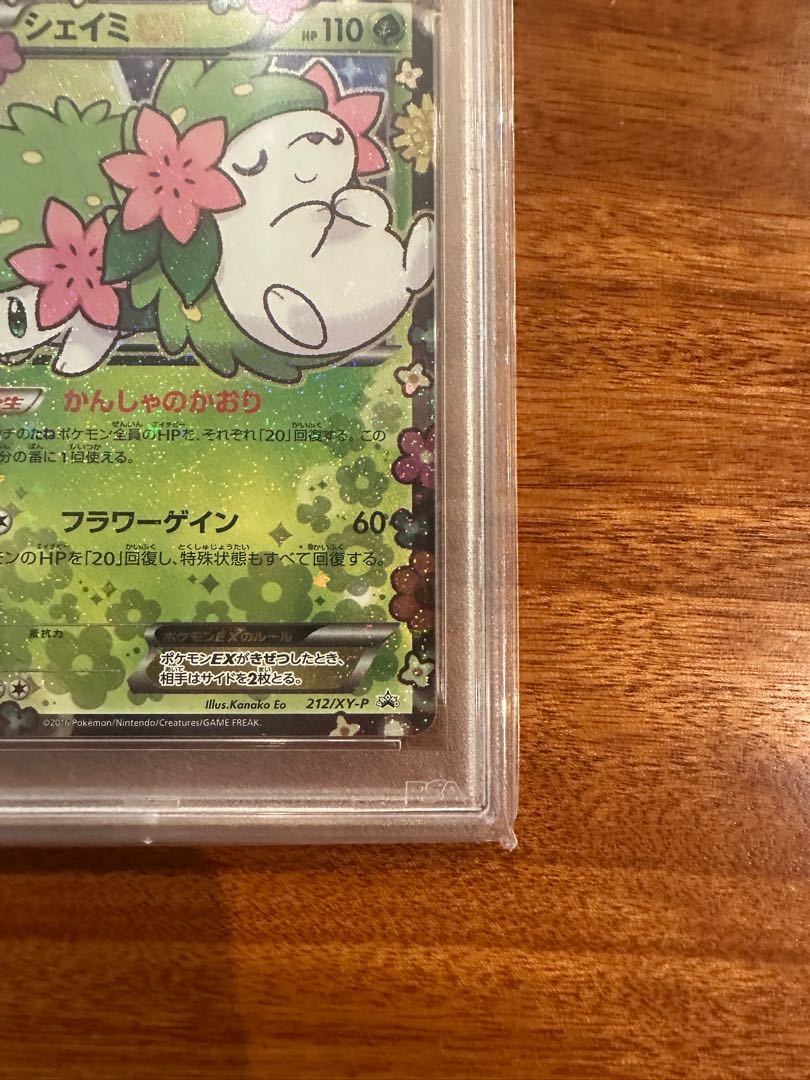 シェイミEX HP110
生 かんしゃのかおり
チのたねポケモン全員のHPを、それぞれ「20」回復する。この
分の番に1回使える。
フラワーゲイン 60
モンのHPを「20」回復し、特殊状態もすべて回復する。
抵抗力
ポケモンEXのルール
ポケモンEXがきぜつしたとき、
相手はサイドを2枚とる。
Illus.Kanako Eo 212/XY-P
©2016 Pokémon/Nintendo/Creatures/GAME FREAK.
PSA